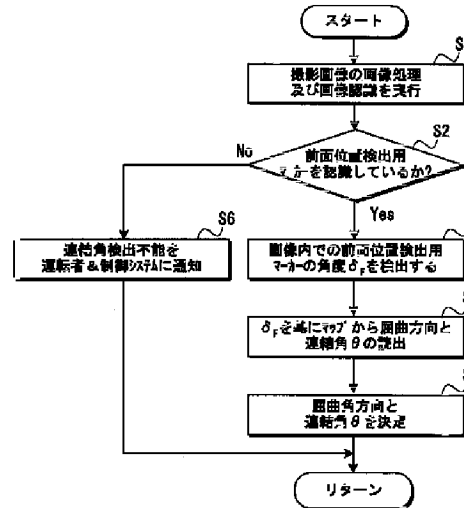 スタート
S
撮影画像の画像処理
及び画像認識を実行
S2
前面位置検出用
マーカーを認識しているか?
No
Yes
S6
連結角検出不能を
運転者&制御システムに通知
画像内での前面位置検出用
マーカーの角度δFを検出する
S
δFを基にマップから屈曲方向と
連結角θの読出
S
屈曲角方向と
連結角θを決定
リターン